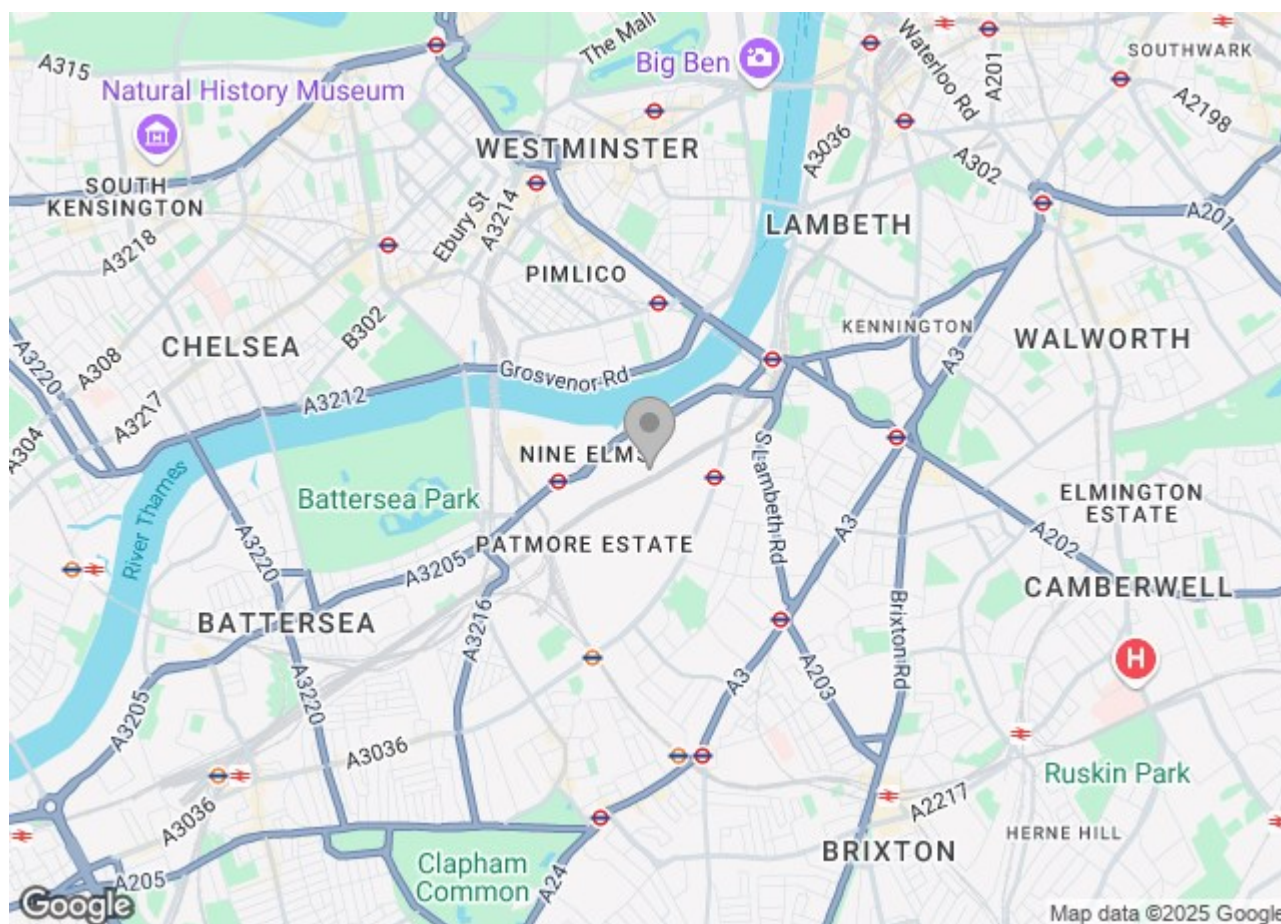 A315
The Mall
Big Ben
Waterloo Rd
A201
SOUTHWARK
Natural History Museum
A2198
WESTMINSTER
A3036
A302
SOUTH
KENSINGTON
Ebury St
A3214
A201
A3218
LAMBETH
PIMLICO
B302
KENNINGTON
CHELSEA
WALWORTH
A3220
A308
A3
Grosvenor Rd
A3217
A3212
A304
NINE ELMS
S Lambeth Rd
River Thames
Battersea Park
ELMINGTON
ESTATE
A3
A202
PATMORE ESTATE
A3220
A3205
CAMBERWELL
Brixton Rd
BATTERSEA
A3216
H
A3
A203
A3205
A3220
A3036
Ruskin Park
A3036
A2217
HERNE HILL
BRIXTON
Clapham
Common
A205
A24
Google
Map data ©2025 Google